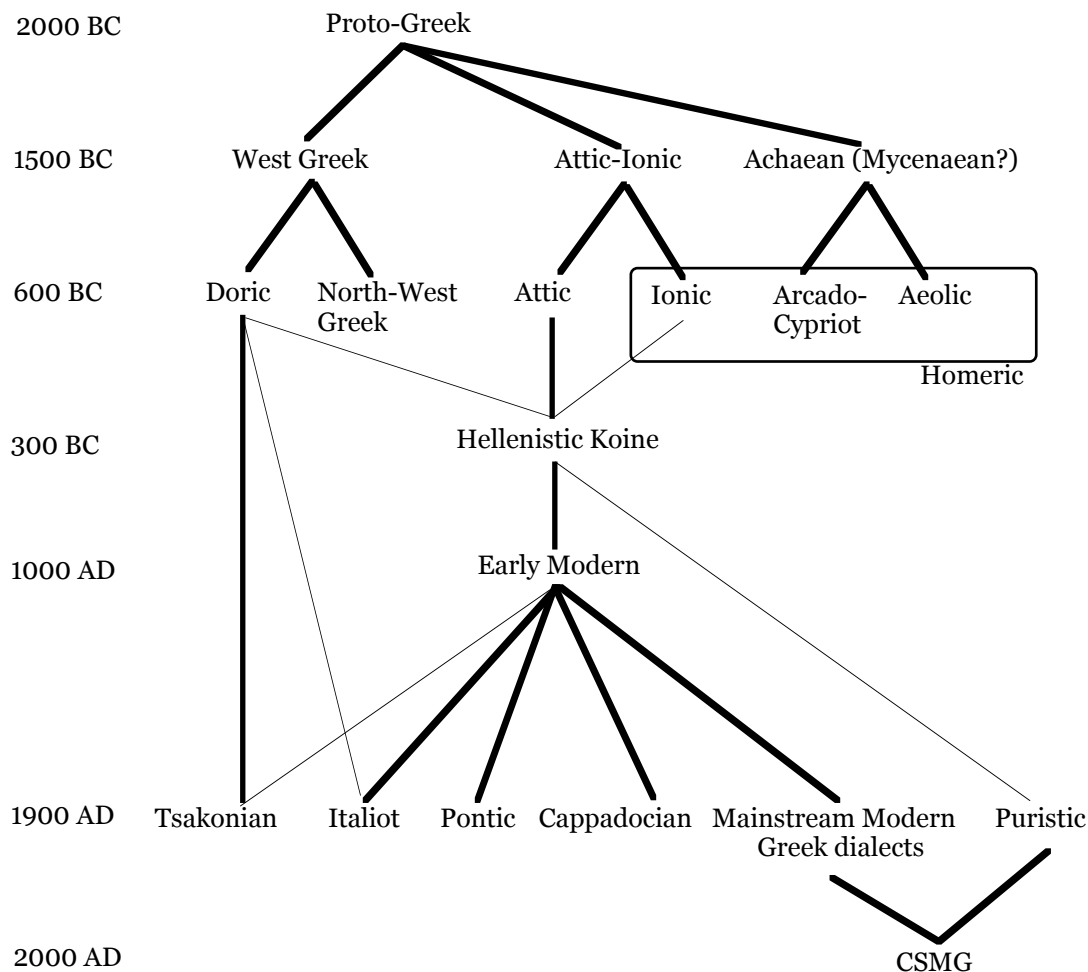 2000 BC Proto-Greek
1500 BC West Greek Attic-Ionic Achaean (Mycenaean?)
600 BC Doric North-West Attic Ionic Arcado- Aeolic
Greek Cypriot
Homeric
300 BC Hellenistic Koine
1000 AD Early Modern
1900 AD Tsakonian Italiot Pontic Cappadocian Mainstream Modern Puristic
Greek dialects
2000 AD CSMG